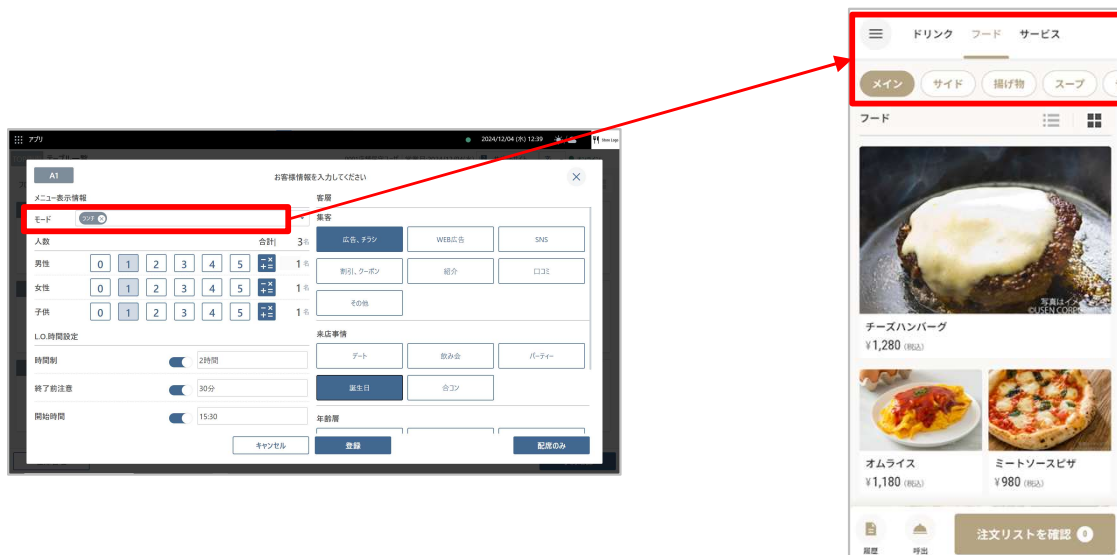 アプリ
2024/12/04 (水) 12:39
A1
お客様情報を入力してください
メニュー表示情報
モード
ランチ
人数
合計|
3名
男性
0
1
2
3
4
5
1名
女性
0
1
2
3
4
5
1名
子供
0
1
2
3
4
5
1名
L.O.時間設定
時間制
2時間
終了前注意
30分
開始時間
15:30
客層
集客
広告、チラシ
WEB広告
SNS
割引、クーポン
紹介
口コミ
その他
来店事情
デート
飲み会
パーティー
誕生日
合コン
年齢層
キャンセル
登録
配席のみ
ドリンク
フード
サービス
メイン
サイド
揚げ物
スープ
フード
写真はイメ
©USEN CORP
チーズハンバーグ
¥1,280 (税込)
オムライス
¥1,180 (税込)
ミートソースピザ
¥980 (税込)
履歴
呼出
注文リストを確認
0